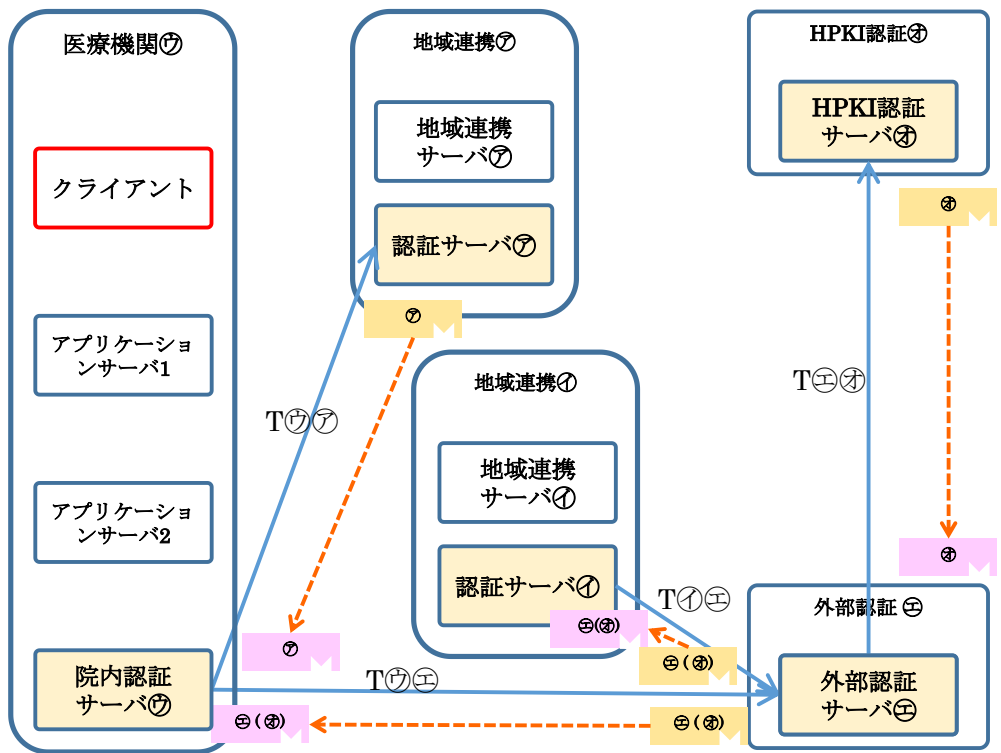 医療機関㋒
クライアント
アプリケーショ
ンサーバ1
アプリケーショ
ンサーバ2
院内認証
サーバ㋒
地域連携㋐
地域連携
サーバ㋐
認証サーバ㋐
㋐
T㋒㋐
㋐
地域連携㋑
地域連携
サーバ㋑
認証サーバ㋑
㋓(㋔)
T㋑㋓
㋓(㋔)
T㋒㋓
㋓(㋔)
㋓(㋔)
HPKI認証㋔
HPKI認証
サーバ㋔
㋔
T㋓㋔
㋔
外部認証 ㋓
外部認証
サーバ㋓